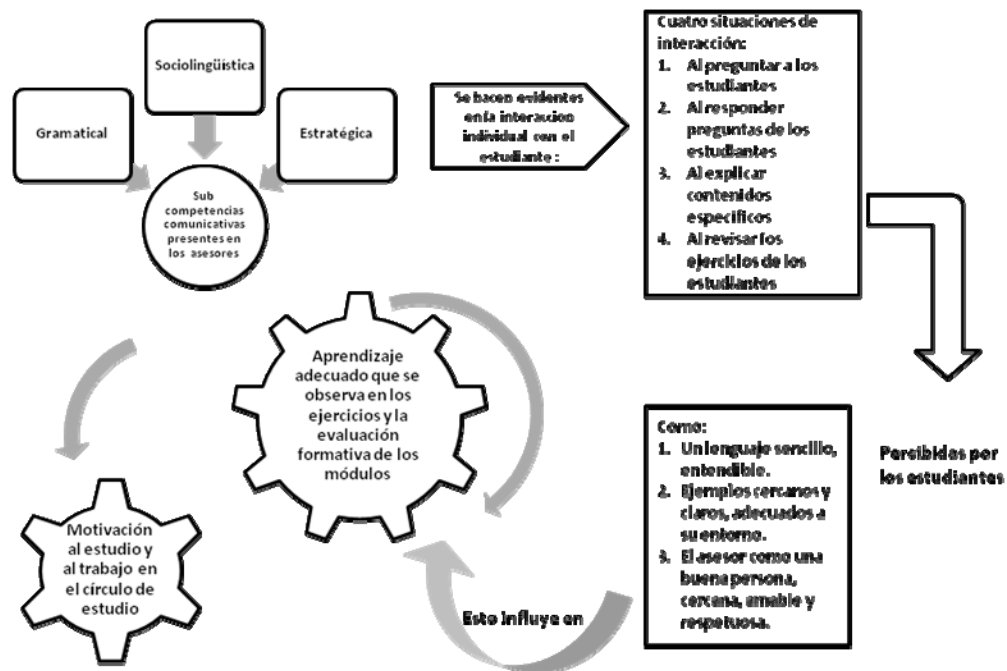 Sociolingüística
Gramatical
Estratégica
Sub
competencias
comunicativas
presentes en
los asesores
Se hacen evidentes
en la interaccion
individual con el
estudiante :
Cuatro situaciones de
interacción:
1. Al preguntar a los
estudiantes
2. Al responder
preguntas de los
estudiantes
3. Al explicar
contenidos
específicos
4. Al revisar los
ejercicios de los
estudiantes
Percibidas por
los estudiantes
Como:
1. Un lenguaje sencillo,
entendible.
2. Ejemplos cercanos y
claros, adecuados a
su entorno.
3. El asesor como una
buena persona,
cercana, amable y
respetuosa.
Esto influye en
Aprendizaje
adecuado que se
observa en los
ejercicios y la
evaluación
formativa de los
módulos
Motivación
al estudio y
al trabajo en
el círculo de
estudio